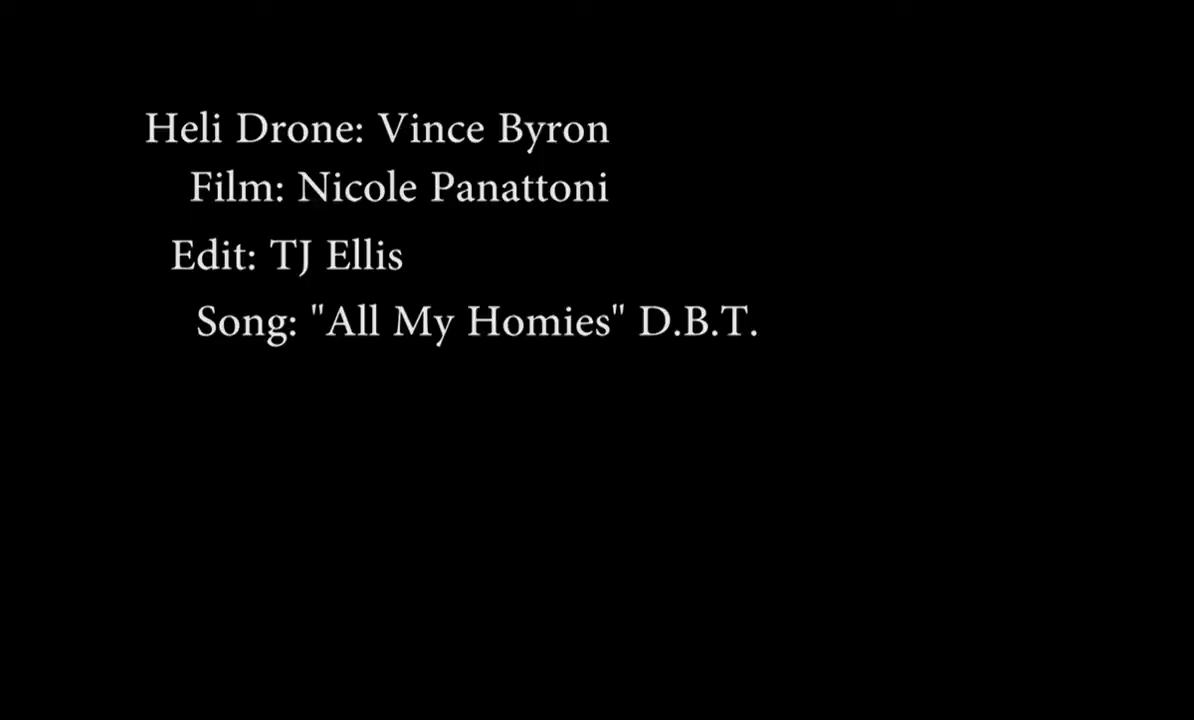 Heli Drone: Vince Byron
Film: Nicole Panattoni
Edit: TJ Ellis
Song: "All My Homies" D.B.T.